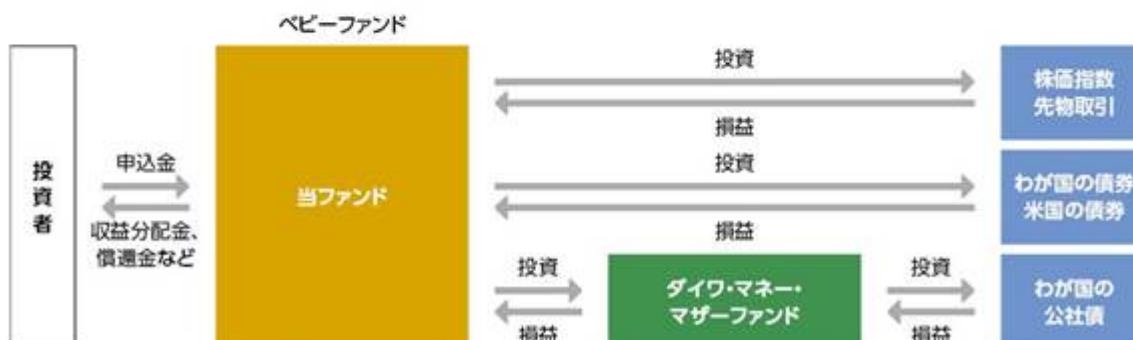 ベビーファンド
投資者
申込金
収益分配金、
償還金など
当ファンド
投資
損益
株価指数
先物取引
投資
損益
わが国の債券
米国の債券
投資
損益
ダイワ・マネー・
マザーファンド
投資
損益
わが国の
公社債